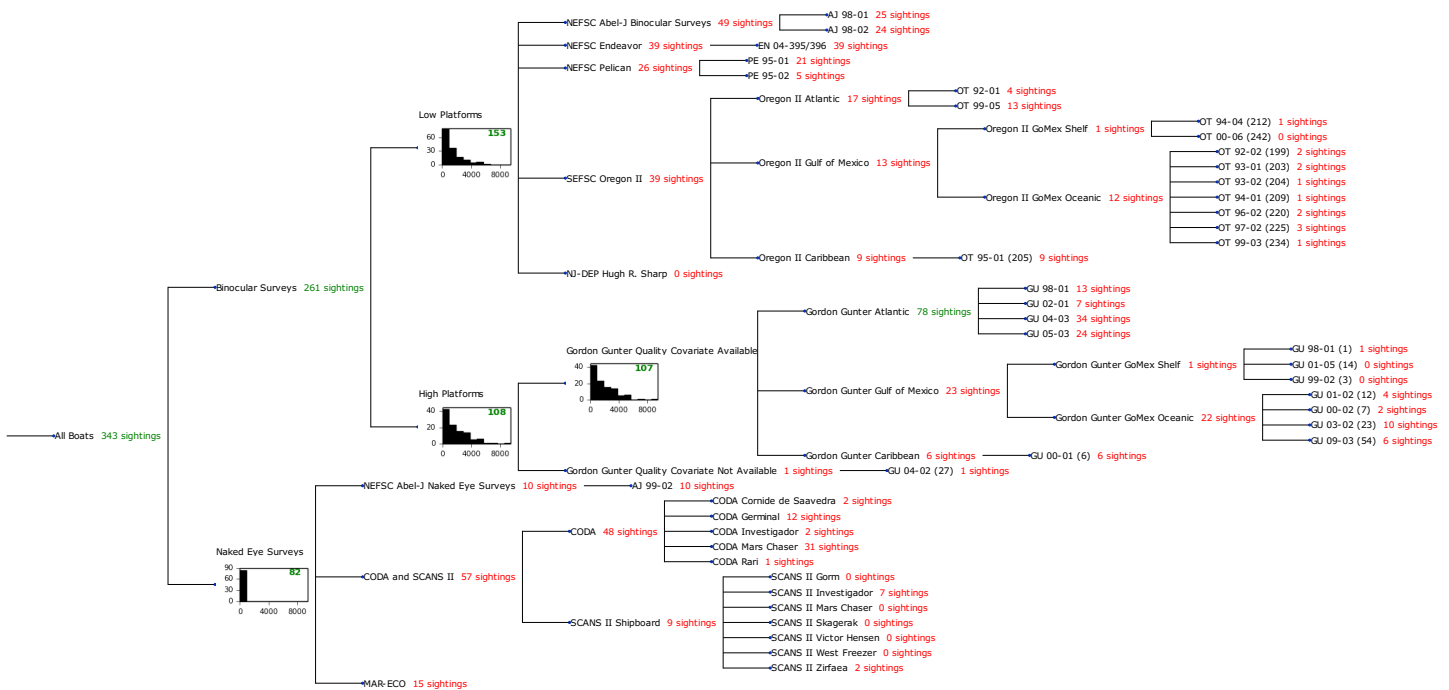 All Boats 343 sightings
Binocular Surveys 261 sightings
Low Platforms
153
60
30
0
0 4000 8000
NEFSC Abel-J Binocular Surveys 49 sightings
AJ 98-01 25 sightings
AJ 98-02 24 sightings
NEFSC Endeavor 39 sightings
EN 04-395/396 39 sightings
NEFSC Pelican 26 sightings
PE 95-01 21 sightings
PE 95-02 5 sightings
SEFSC Oregon II 39 sightings
Oregon II Atlantic 17 sightings
OT 92-01 4 sightings
OT 99-05 13 sightings
Oregon II Gulf of Mexico 13 sightings
Oregon II GoMex Shelf 1 sightings
OT 94-04 (212) 1 sightings
OT 00-06 (242) 0 sightings
Oregon II GoMex Oceanic 12 sightings
OT 92-02 (199) 2 sightings
OT 93-01 (203) 2 sightings
OT 93-02 (204) 1 sightings
OT 94-01 (209) 1 sightings
OT 96-02 (220) 2 sightings
OT 97-02 (225) 3 sightings
OT 99-03 (234) 1 sightings
Oregon II Caribbean 9 sightings
OT 95-01 (205) 9 sightings
NJ-DEP Hugh R. Sharp 0 sightings
High Platforms
108
40
20
0
0 4000 8000
Gordon Gunter Quality Covariate Available
107
40
20
0
0 4000 8000
Gordon Gunter Atlantic 78 sightings
GU 98-01 13 sightings
GU 02-01 7 sightings
GU 04-03 34 sightings
GU 05-03 24 sightings
Gordon Gunter Gulf of Mexico 23 sightings
Gordon Gunter GoMex Shelf 1 sightings
GU 98-01 (1) 1 sightings
GU 01-05 (14) 0 sightings
GU 99-02 (3) 0 sightings
Gordon Gunter GoMex Oceanic 22 sightings
GU 01-02 (12) 4 sightings
GU 00-02 (7) 2 sightings
GU 03-02 (23) 10 sightings
GU 09-03 (54) 6 sightings
Gordon Gunter Caribbean 6 sightings
GU 00-01 (6) 6 sightings
Gordon Gunter Quality Covariate Not Available 1 sightings
GU 04-02 (27) 1 sightings
Naked Eye Surveys
82
90
60
30
0
0 4000 8000
NEFSC Abel-J Naked Eye Surveys 10 sightings
AJ 99-02 10 sightings
CODA and SCANS II 57 sightings
CODA 48 sightings
CODA Cornide de Saavedra 2 sightings
CODA Germinal 12 sightings
CODA Investigador 2 sightings
CODA Mars Chaser 31 sightings
CODA Rari 1 sightings
SCANS II Shipboard 9 sightings
SCANS II Gorm 0 sightings
SCANS II Investigador 7 sightings
SCANS II Mars Chaser 0 sightings
SCANS II Skagerak 0 sightings
SCANS II Victor Hensen 0 sightings
SCANS II West Freezer 0 sightings
SCANS II Zirfaea 2 sightings
MAR-ECO 15 sightings